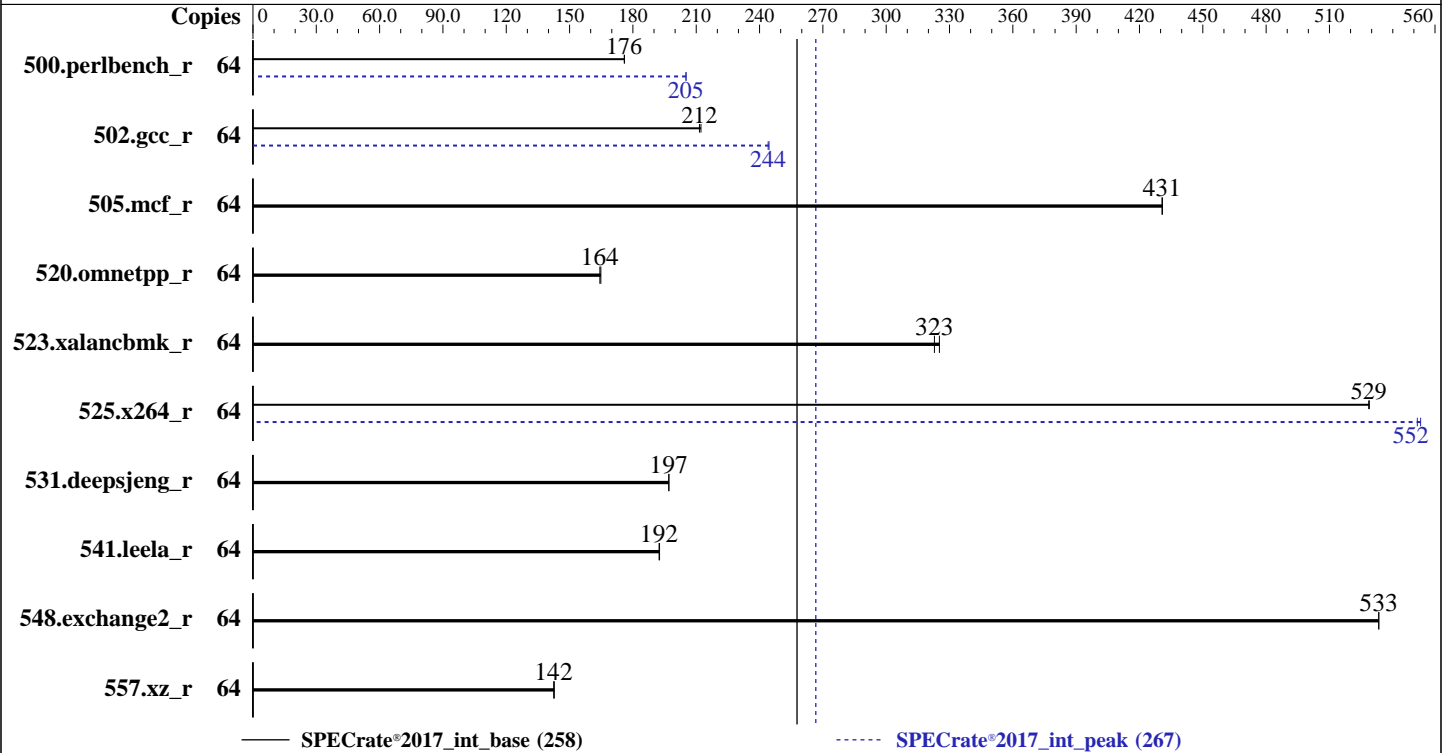 Copies 0 30.0 60.0 90.0 120 150 180 210 240 270 300 330 360 390 420 450 480 510 560
500.perlbench_r 64 176
205
502.gcc_r 64 212
244
505.mcf_r 64 431
520.omnetpp_r 64 164
523.xalancbmk_r 64 323
525.x264_r 64 529
552
531.deepsjeng_r 64 197
541.leela_r 64 192
548.exchange2_r 64 533
557.xz_r 64 142
SPECrate®2017_int_base (258) SPECrate®2017_int_peak (267)